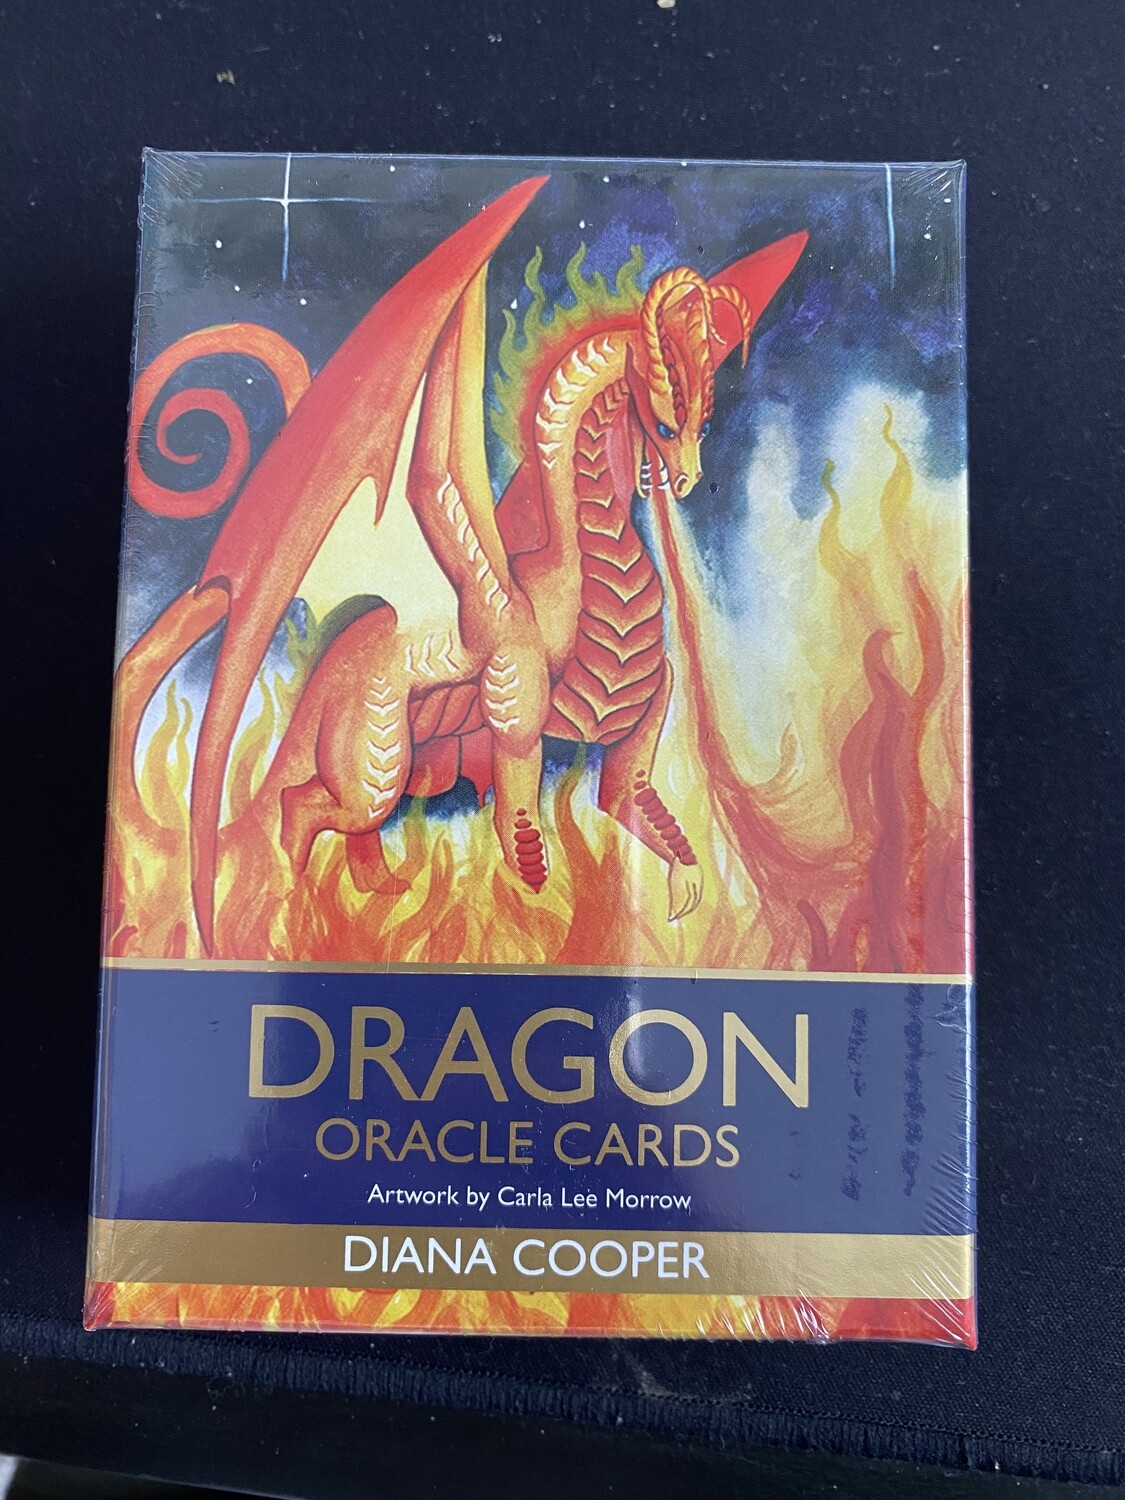 DRAGON
ORACLE CARDS
Artwork by Carla Lee Morrow
DIANA COOPER